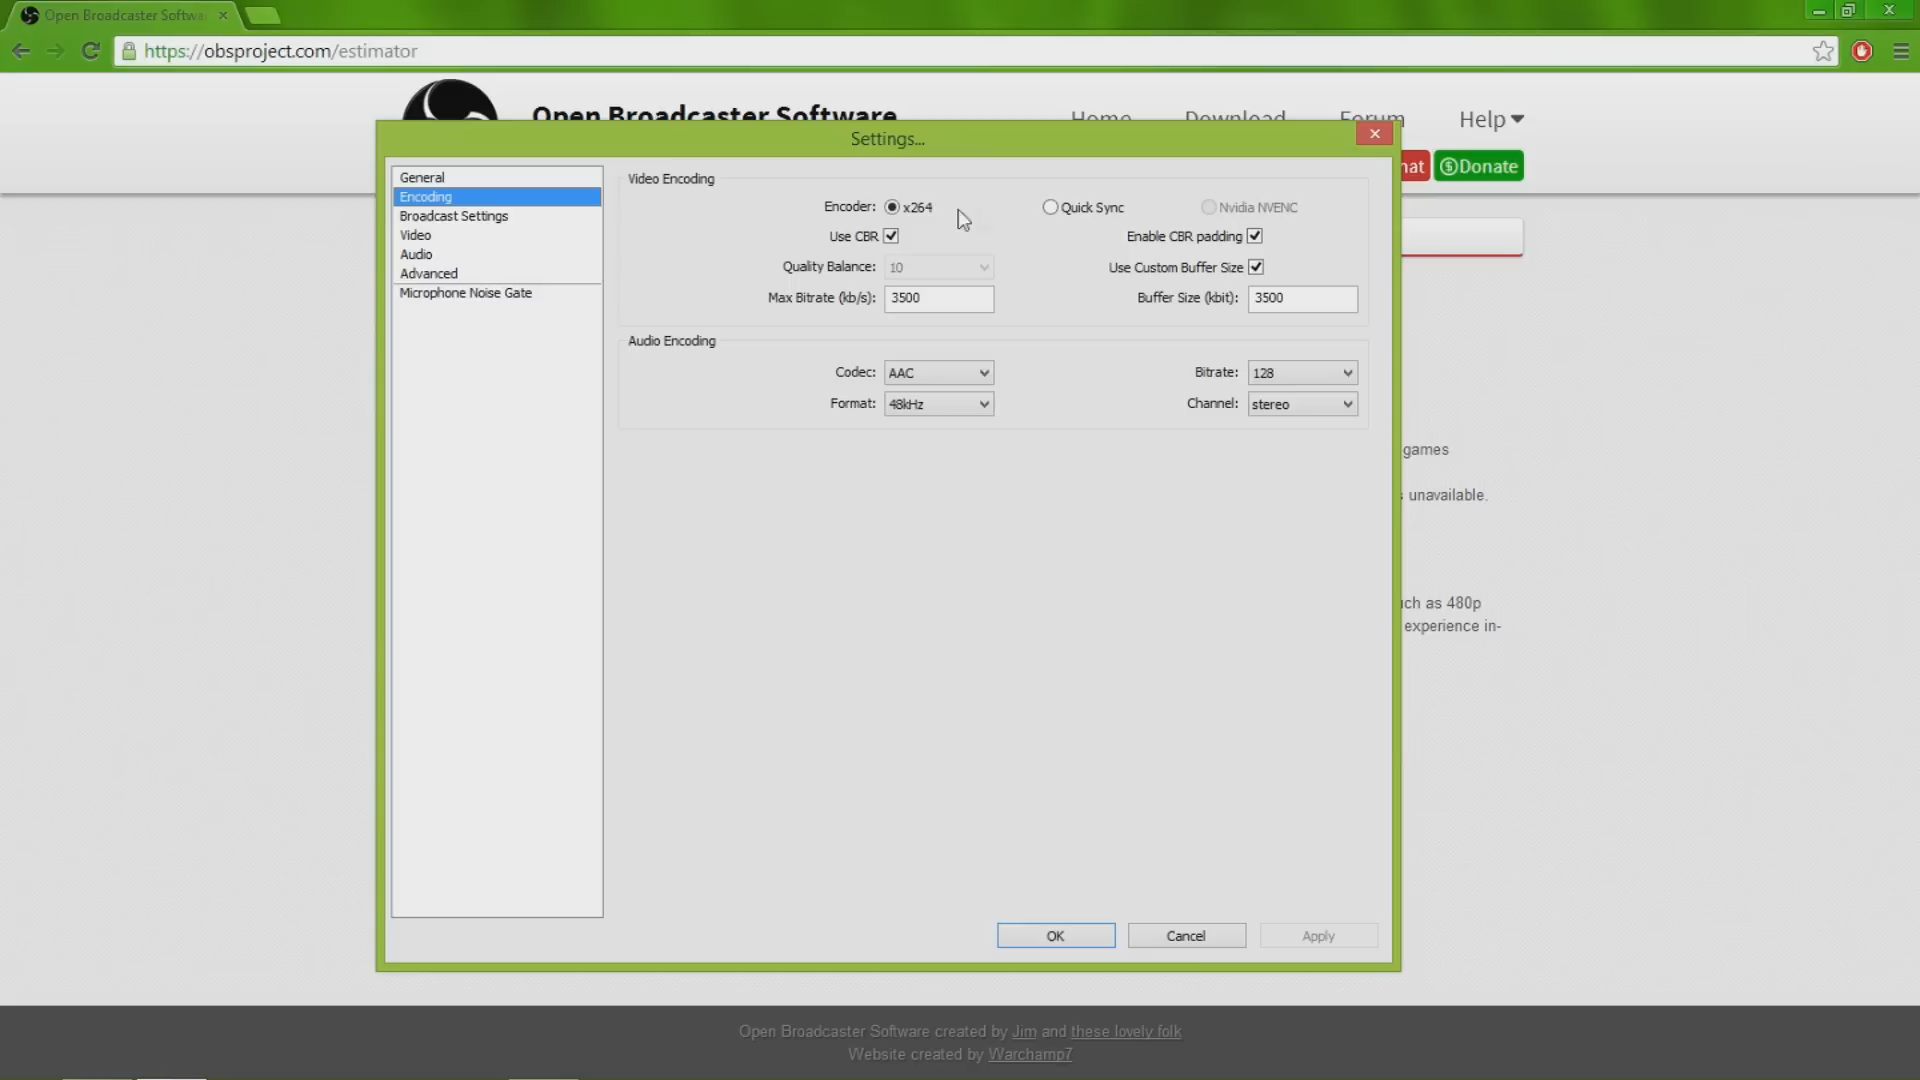 Open Broadcaster Softwa
https://obsproject.com/estimator
Open Broadcaster Software
Home
Download
Forum
Help
Settings...
hat
Donate
General
Encoding
Broadcast Settings
Video
Audio
Advanced
Microphone Noise Gate
Video Encoding
Encoder: x264 Quick Sync Nvidia NVENC
Use CBR Enable CBR padding
Quality Balance: 10 Use Custom Buffer Size
Max Bitrate (kb/s): 3500 Buffer Size (kbit): 3500
Audio Encoding
Codec: AAC Bitrate: 128
Format: 48kHz Channel: stereo
games
unavailable.
uch as 480p
experience in-
OK Cancel Apply
Open Broadcaster Software created by Jim and these lovely folk
Website created by Warchamp7